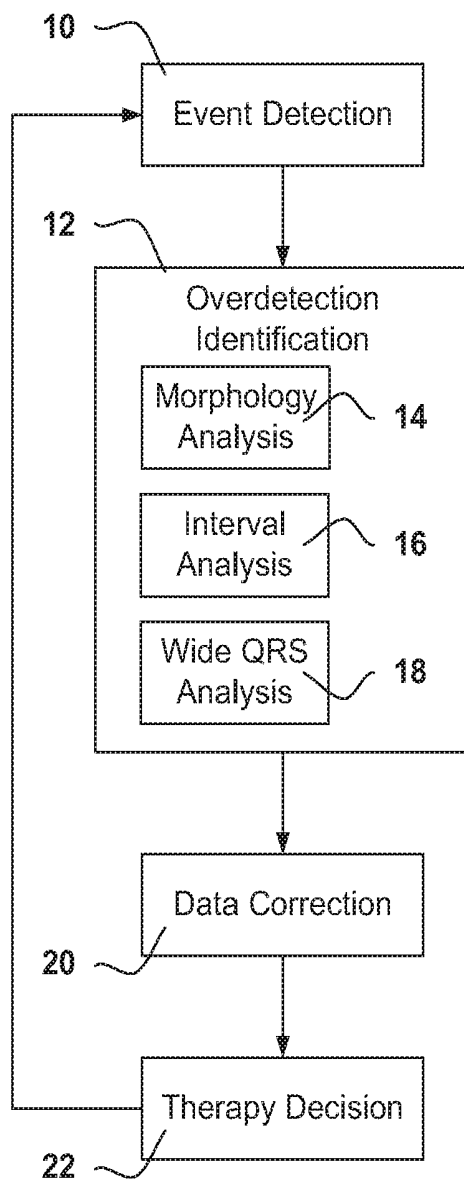 10
Event Detection
12
Overdetection
Identification
Morphology
Analysis
14
Interval
Analysis
16
Wide QRS
Analysis
18
Data Correction
20
Therapy Decision
22